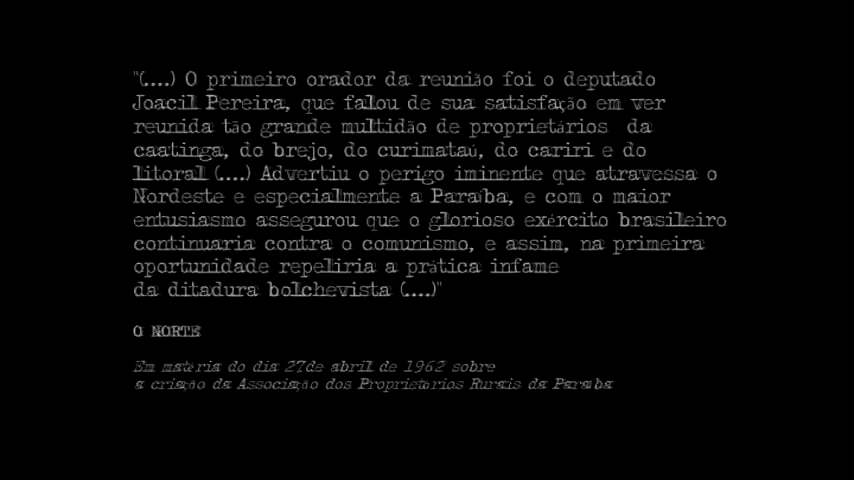 "(....) O primeiro orador da reunião foi o deputado
Joacil Pereira, que falou de sua satisfação em ver
reunida tão grande multidão de proprietários  da
caatinga, do brejo, do curimataú, do cariri e do
litoral (....) Advertiu o perigo iminente que atravessa o
Nordeste e especialmente a Paraíba, e com o maior
entusiasmo assegurou que o glorioso exército brasileiro
continuaria contra o comunismo, e assim, na primeira
oportunidade repeliria a prática infame
da ditadura bolchevista (....)"
O NORTE
Em matéria do dia 27de abril de 1962 sobre
a criação da Associação dos Proprietários Rurais da Paraíba